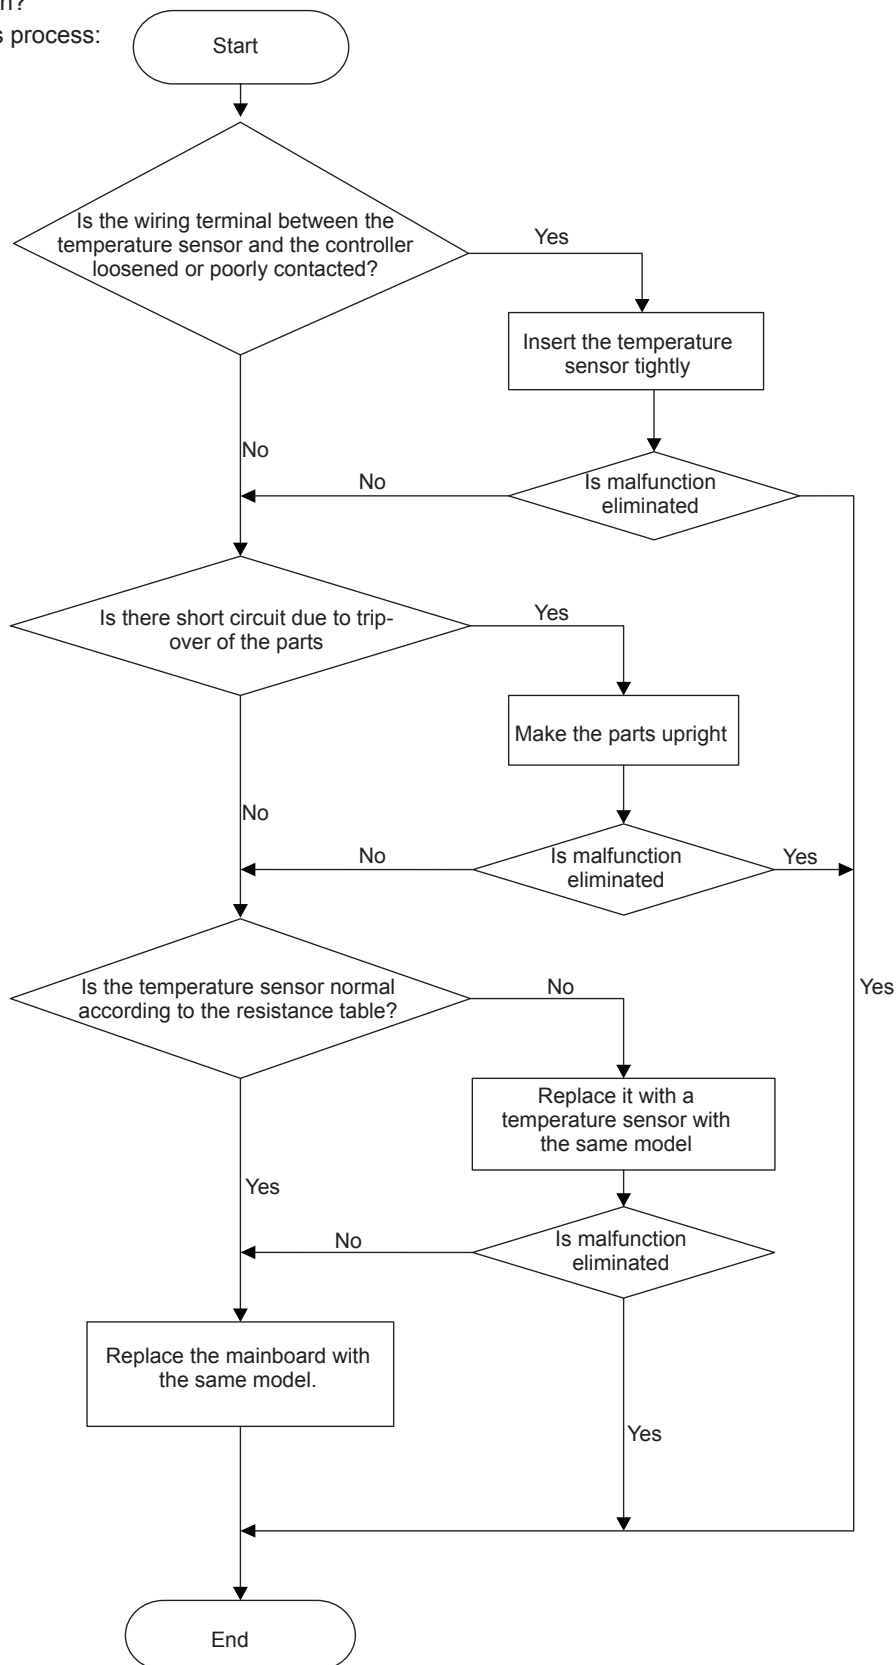 s process:
Start
Is the wiring terminal between the
temperature sensor and the controller
loosened or poorly contacted?
Yes
Insert the temperature
sensor tightly
No
No
Is malfunction
eliminated
Is there short circuit due to trip-
over of the parts
Yes
Make the parts upright
No
No
Is malfunction
eliminated
Yes
Is the temperature sensor normal
according to the resistance table?
No
Yes
Replace it with a
temperature sensor with
the same model
Yes
No
Is malfunction
eliminated
Replace the mainboard with
the same model.
Yes
End